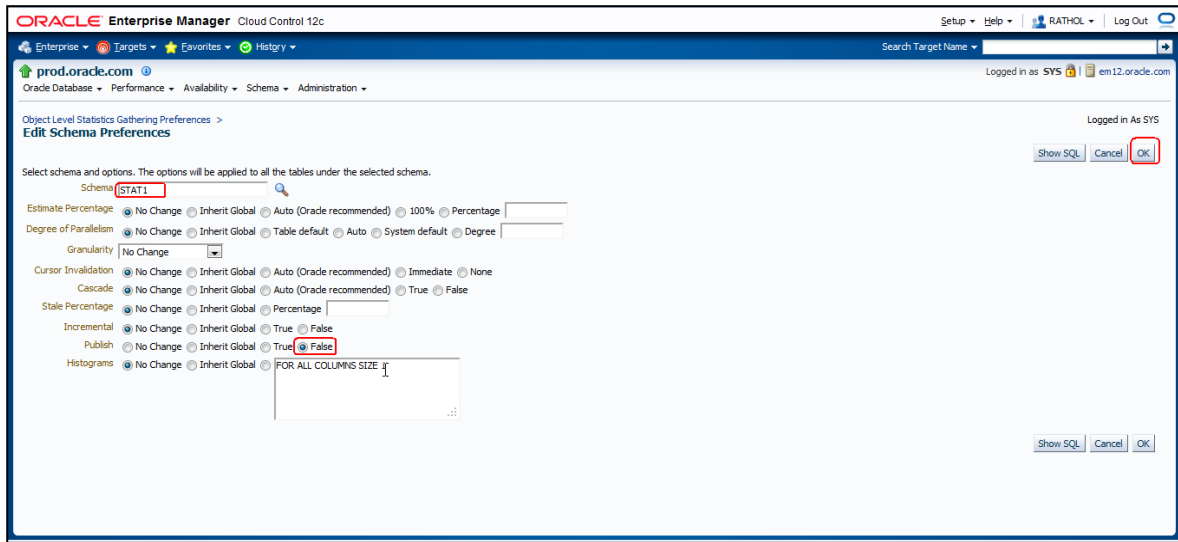 ORACLE Enterprise Manager Cloud Control 12c
Setup Help RATHOL Log Out
Enterprise Targets Favorites History
Search Target Name
prod.oracle.com
Logged in as SYS em12.oracle.com
Oracle Database Performance Availability Schema Administration
Object Level Statistics Gathering Preferences >
Logged in As SYS
Edit Schema Preferences
Show SQL Cancel OK
Select schema and options. The options will be applied to all the tables under the selected schema.
Schema STAT1
Estimate Percentage No Change Inherit Global Auto (Oracle recommended) 100% Percentage
Degree of Parallelism No Change Inherit Global Table default Auto System default Degree
Granularity No Change
Cursor Invalidation No Change Inherit Global Auto (Oracle recommended) Immediate None
Cascade No Change Inherit Global Auto (Oracle recommended) True False
Stale Percentage No Change Inherit Global Percentage
Incremental No Change Inherit Global True False
Publish No Change Inherit Global True False
Histograms No Change Inherit Global FOR ALL COLUMNS SIZE
Show SQL Cancel OK